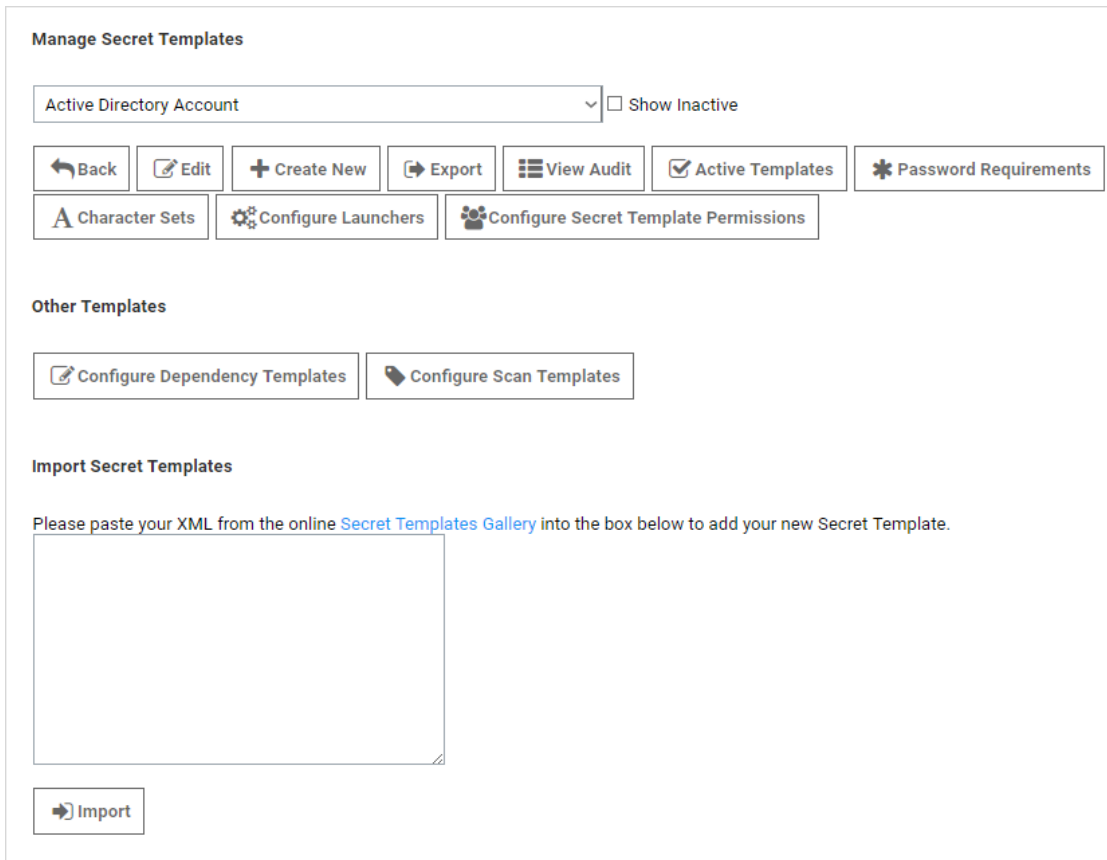 Manage Secret Templates
Active Directory Account Show Inactive
Back Edit Create New Export View Audit Active Templates Password Requirements
Character Sets Configure Launchers Configure Secret Template Permissions
Other Templates
Configure Dependency Templates Configure Scan Templates
Import Secret Templates
Please paste your XML from the online Secret Templates Gallery into the box below to add your new Secret Template.
Import